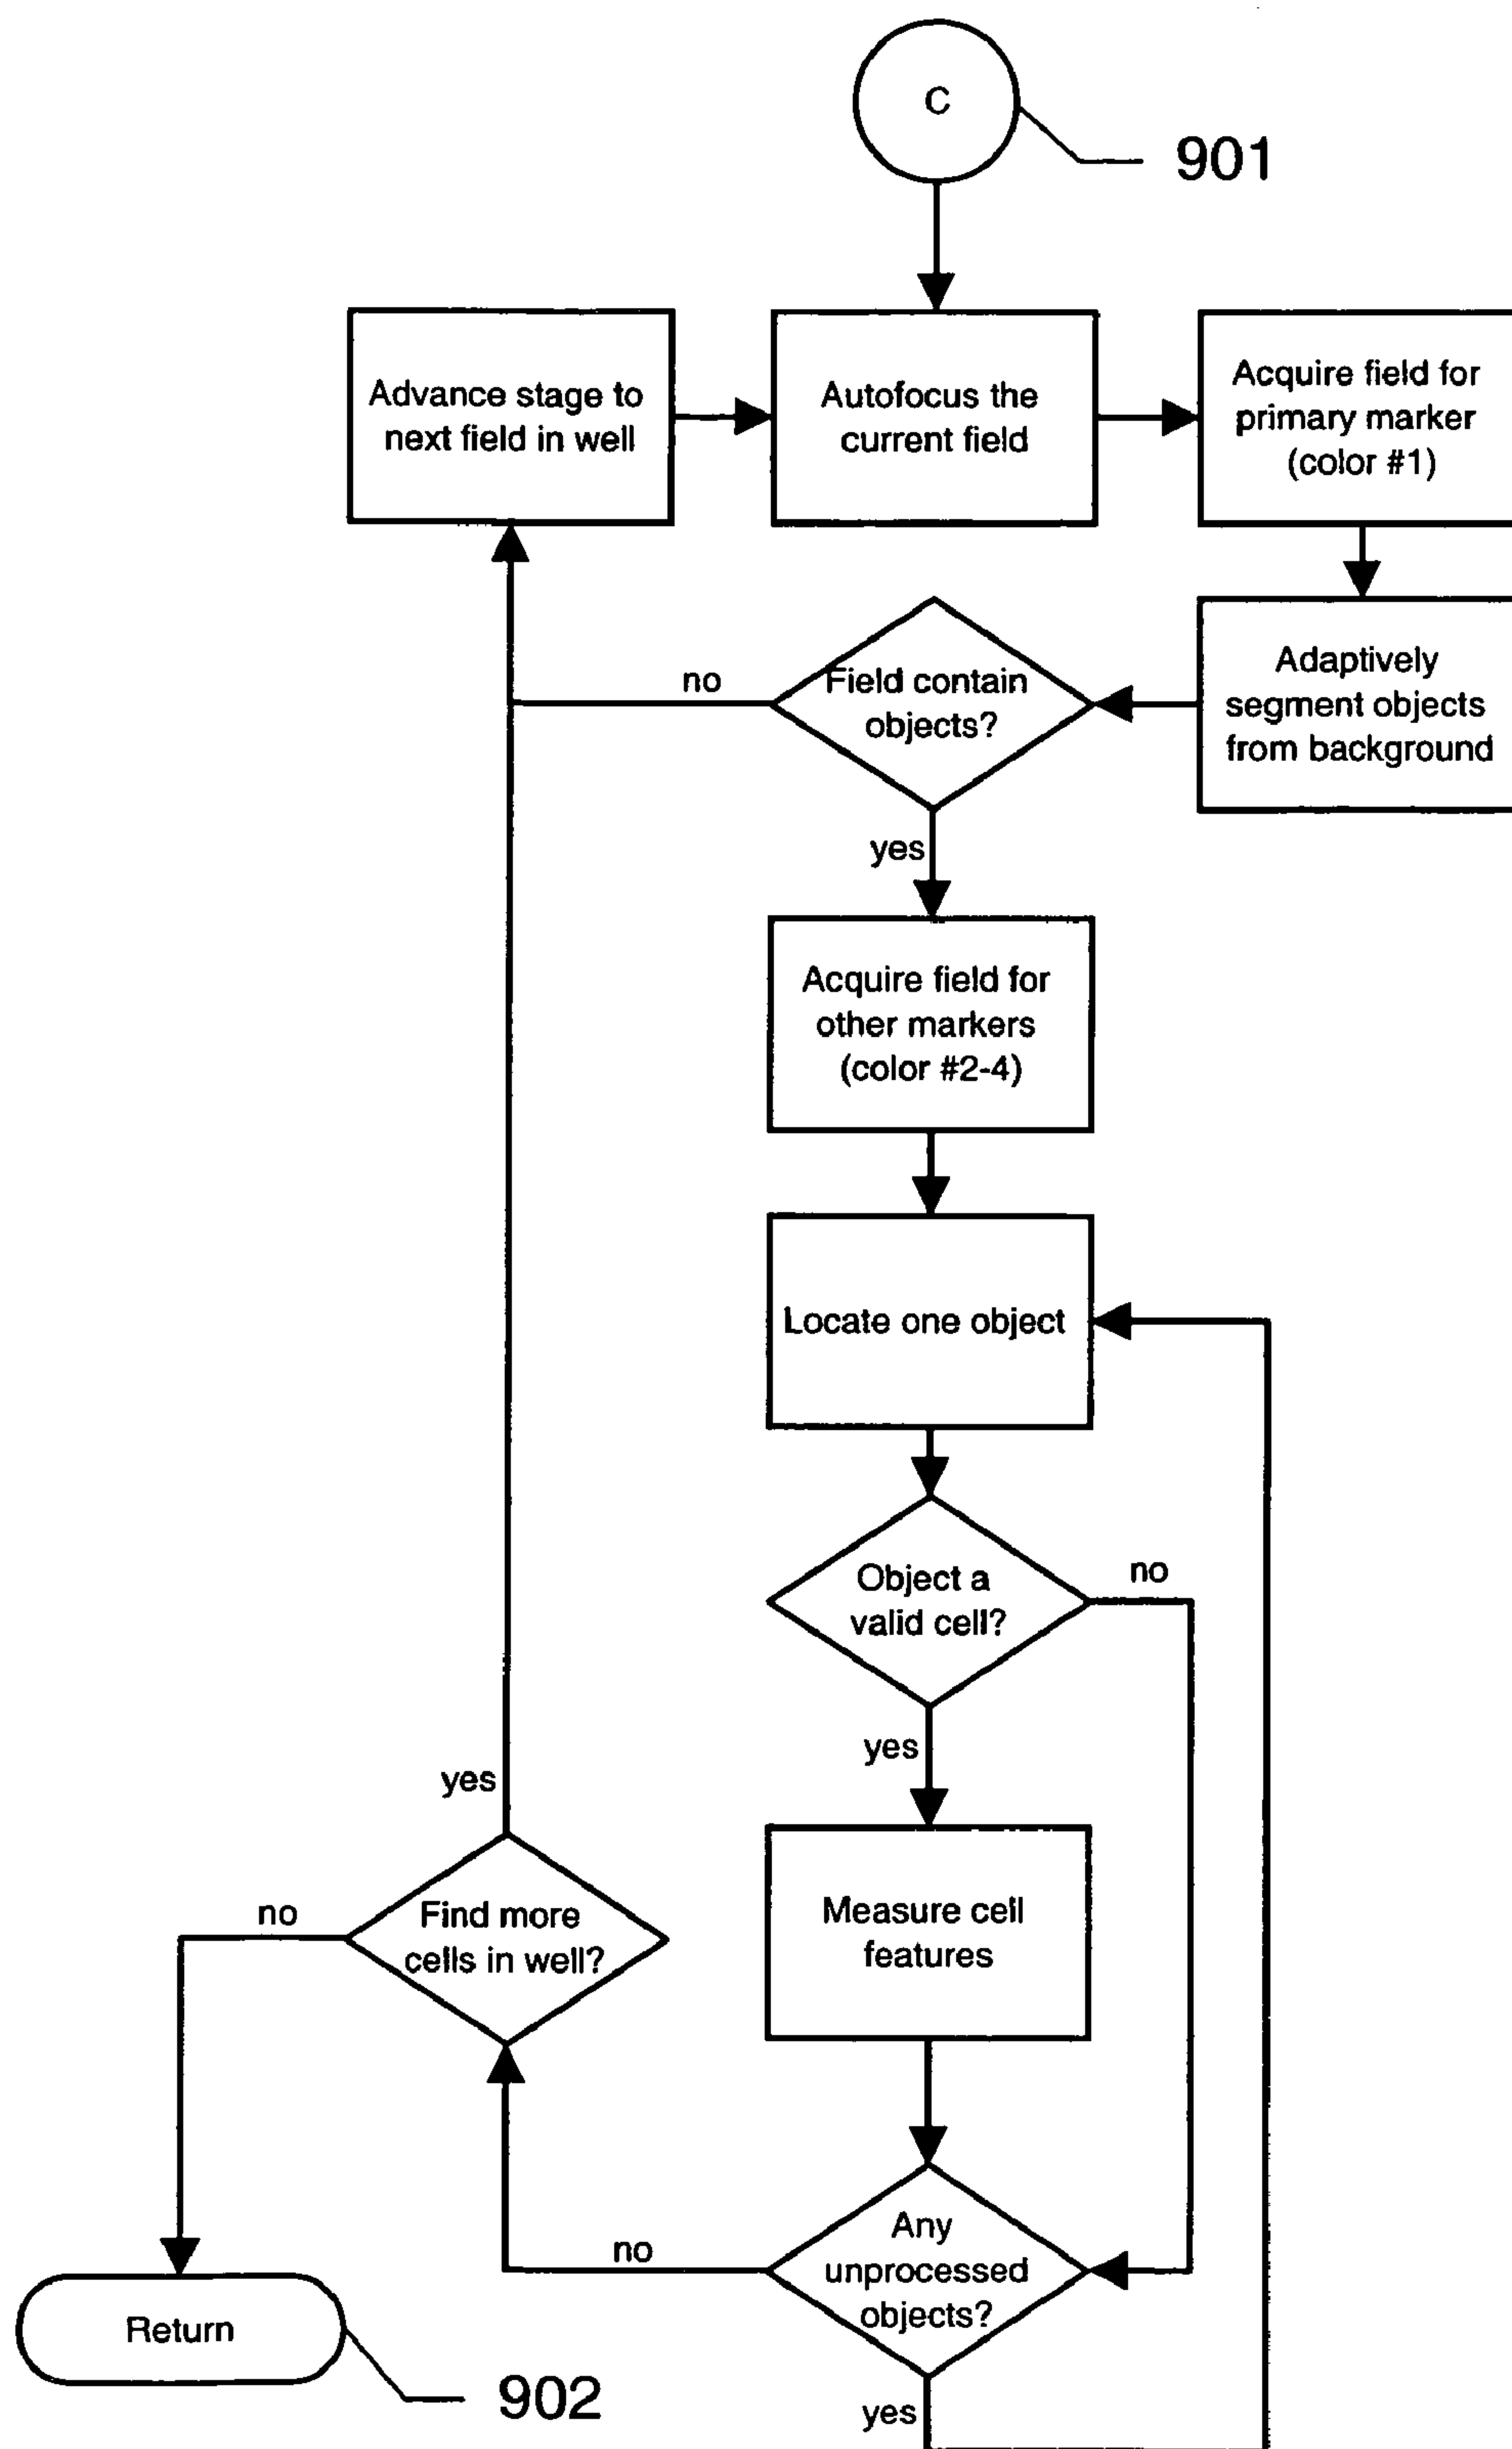 C
901
Advance stage to
next field in well
Autofocus the
current field
Acquire field for
primary marker
(color #1)
Adaptively
segment objects
from background
Field contain
objects?
no
yes
Acquire field for
other markers
(color #2-4)
Locate one object
Object a
valid cell?
no
yes
Measure cell
features
Any
unprocessed
objects?
no
yes
Find more
cells in well?
yes
no
Return
902